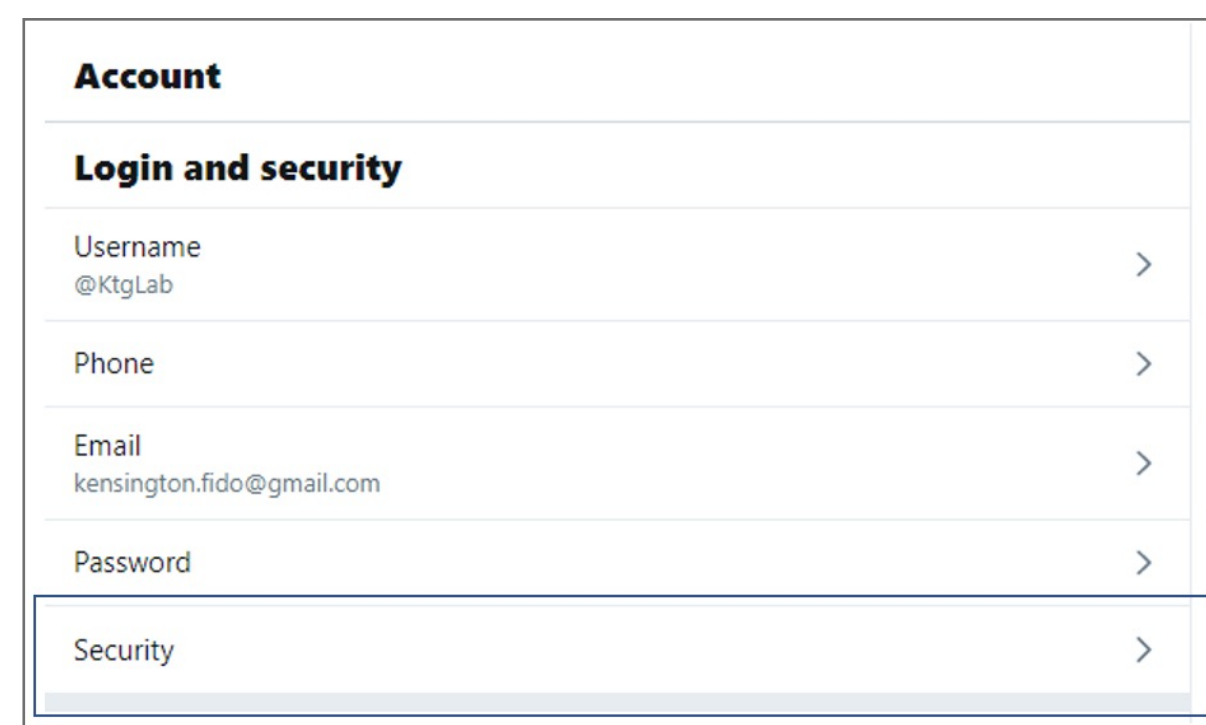 Account
Login and security
Username
@KtgLab
Phone
Email
kensington.fido@gmail.com
Password
Security